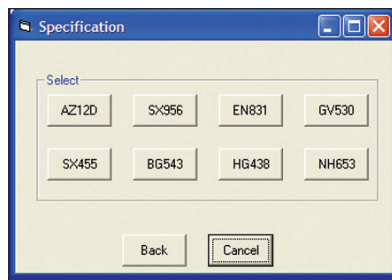 Specification
Select
AZ12D SX956 EN831 GV530
SX455 BG543 HG438 NH653
Back Cancel